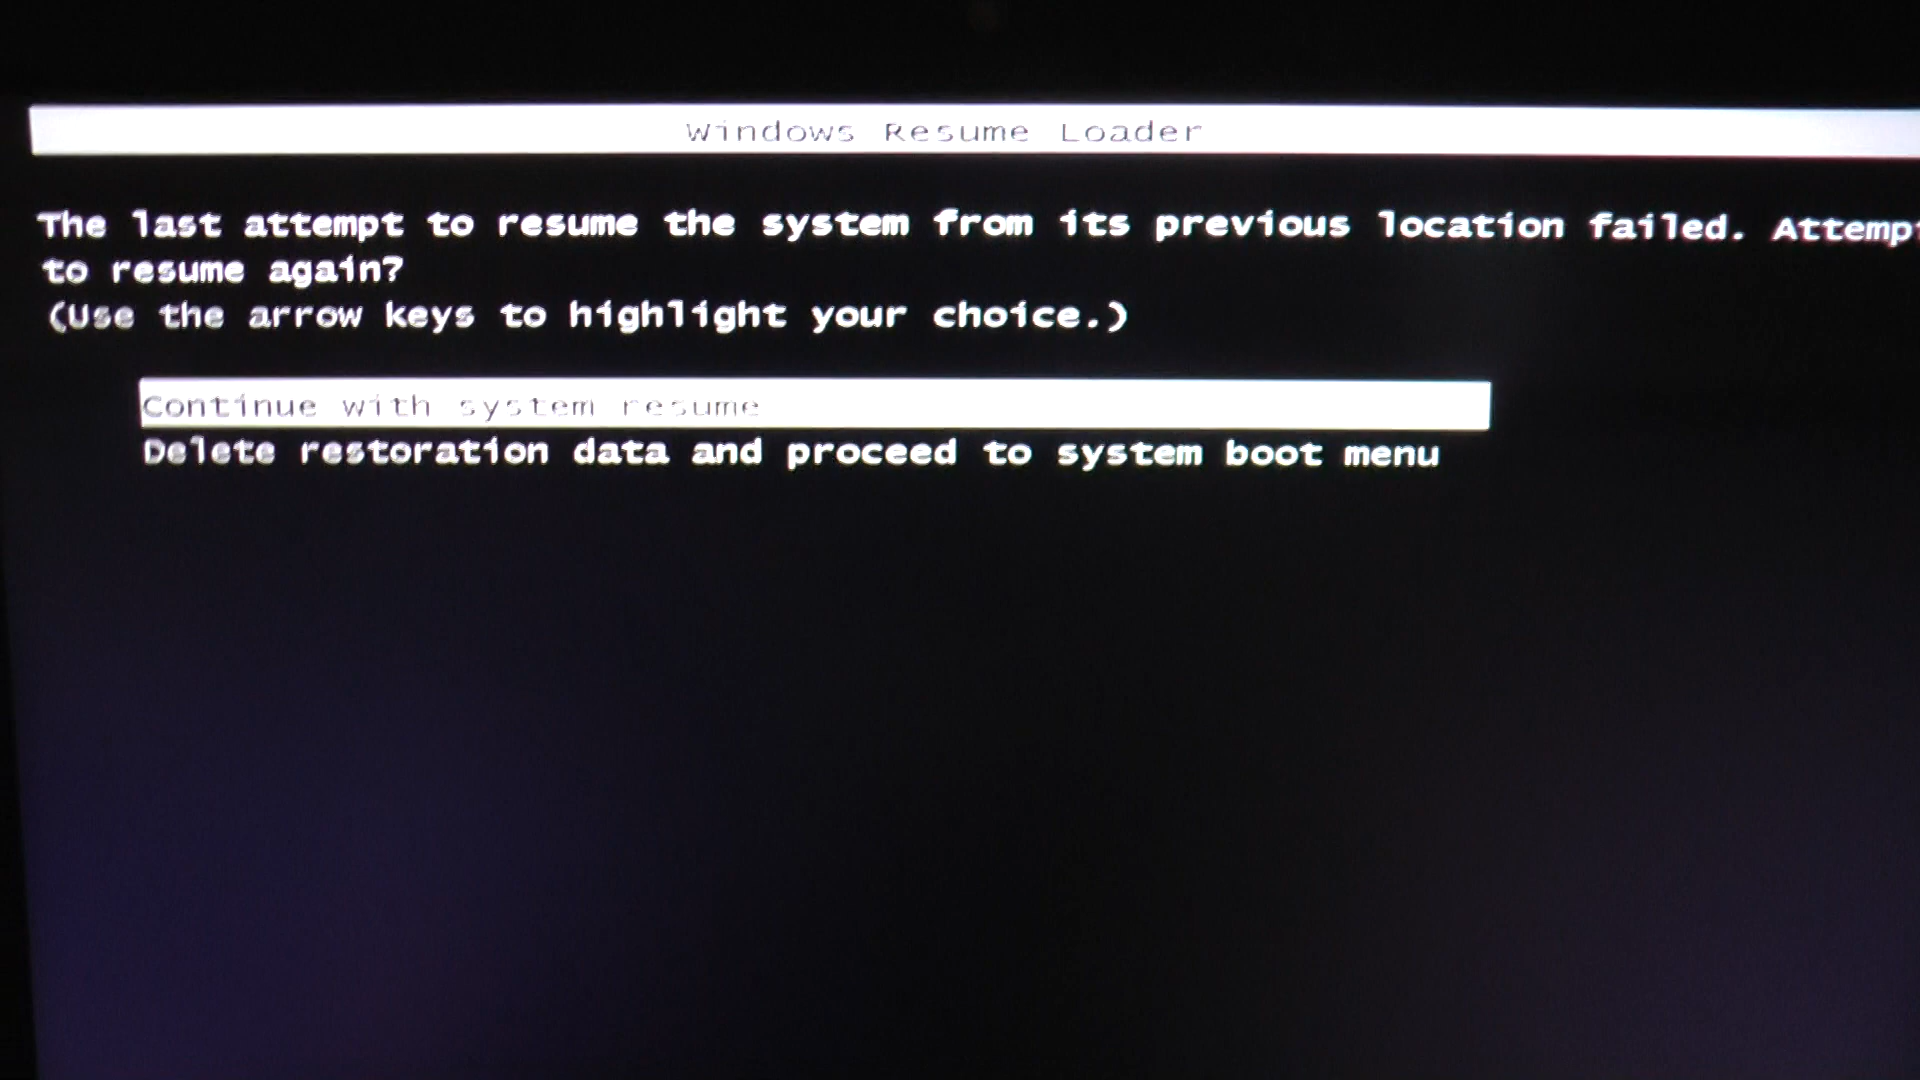 Windows Resume Loader
The last attempt to resume the system from its previous location failed. Attempt
to resume again?
(Use the arrow keys to highlight your choice.)
Continue with system resume
Delete restoration data and proceed to system boot menu